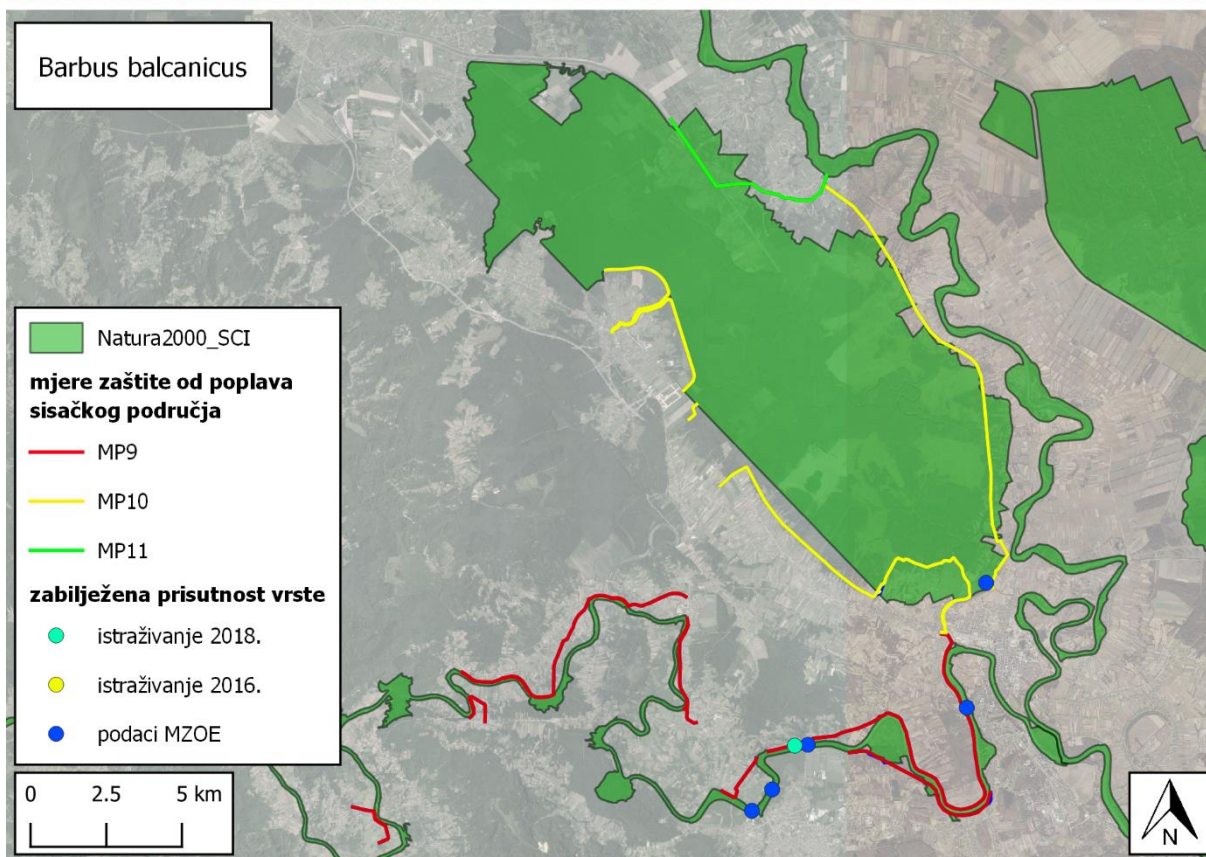 Barbus balcanicus
Natura2000_SCI
mjere zaštite od poplava
sisačkog područja
MP9
MP10
MP11
zabilježena prisutnost vrste
istraživanje 2018.
istraživanje 2016.
podaci MZOE
0 2.5 5 km
N